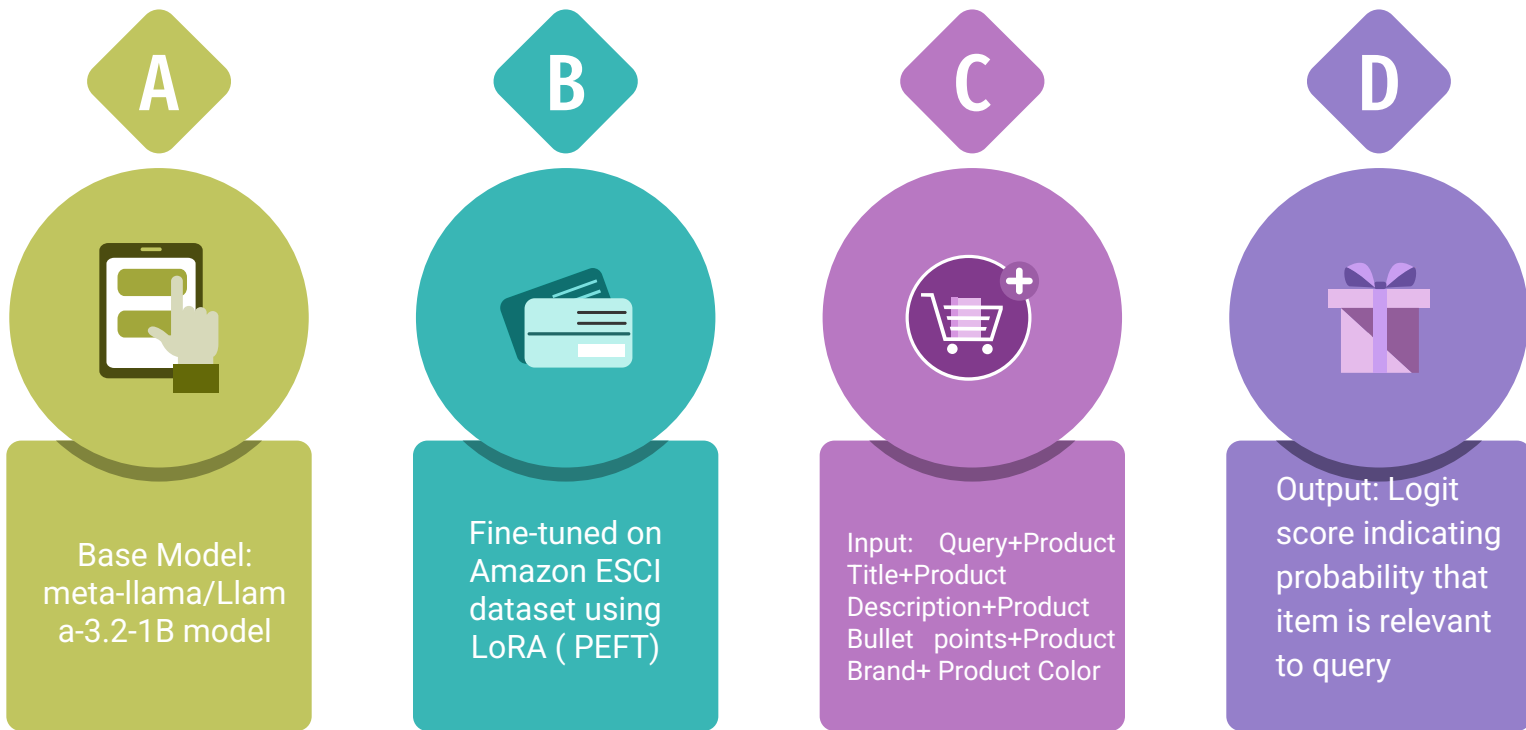 A
Base Model:
meta-llama/Llam
a-3.2-1B model
B
Fine-tuned on
Amazon ESCI
dataset using
LoRA ( PEFT)
C
Input: Query+Product
Title+Product
Description+Product
Bullet points+Product
Brand+ Product Color
D
Output: Logit
score indicating
probability that
item is relevant
to query